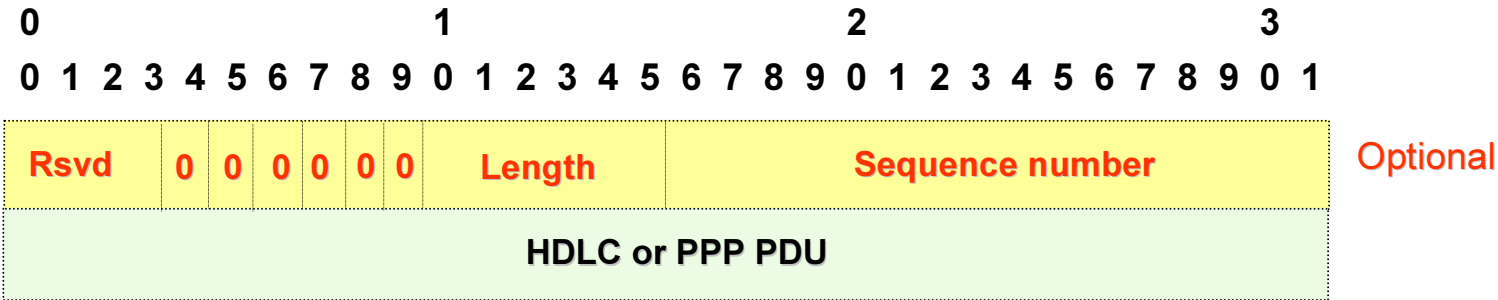 0 1 2 3
0 1 2 3 4 5 6 7 8 9 0 1 2 3 4 5 6 7 8 9 0 1 2 3 4 5 6 7 8 9 0 1
Rsvd 0 0 0 0 0 0 Length Sequence number Optional
HDLC or PPP PDU